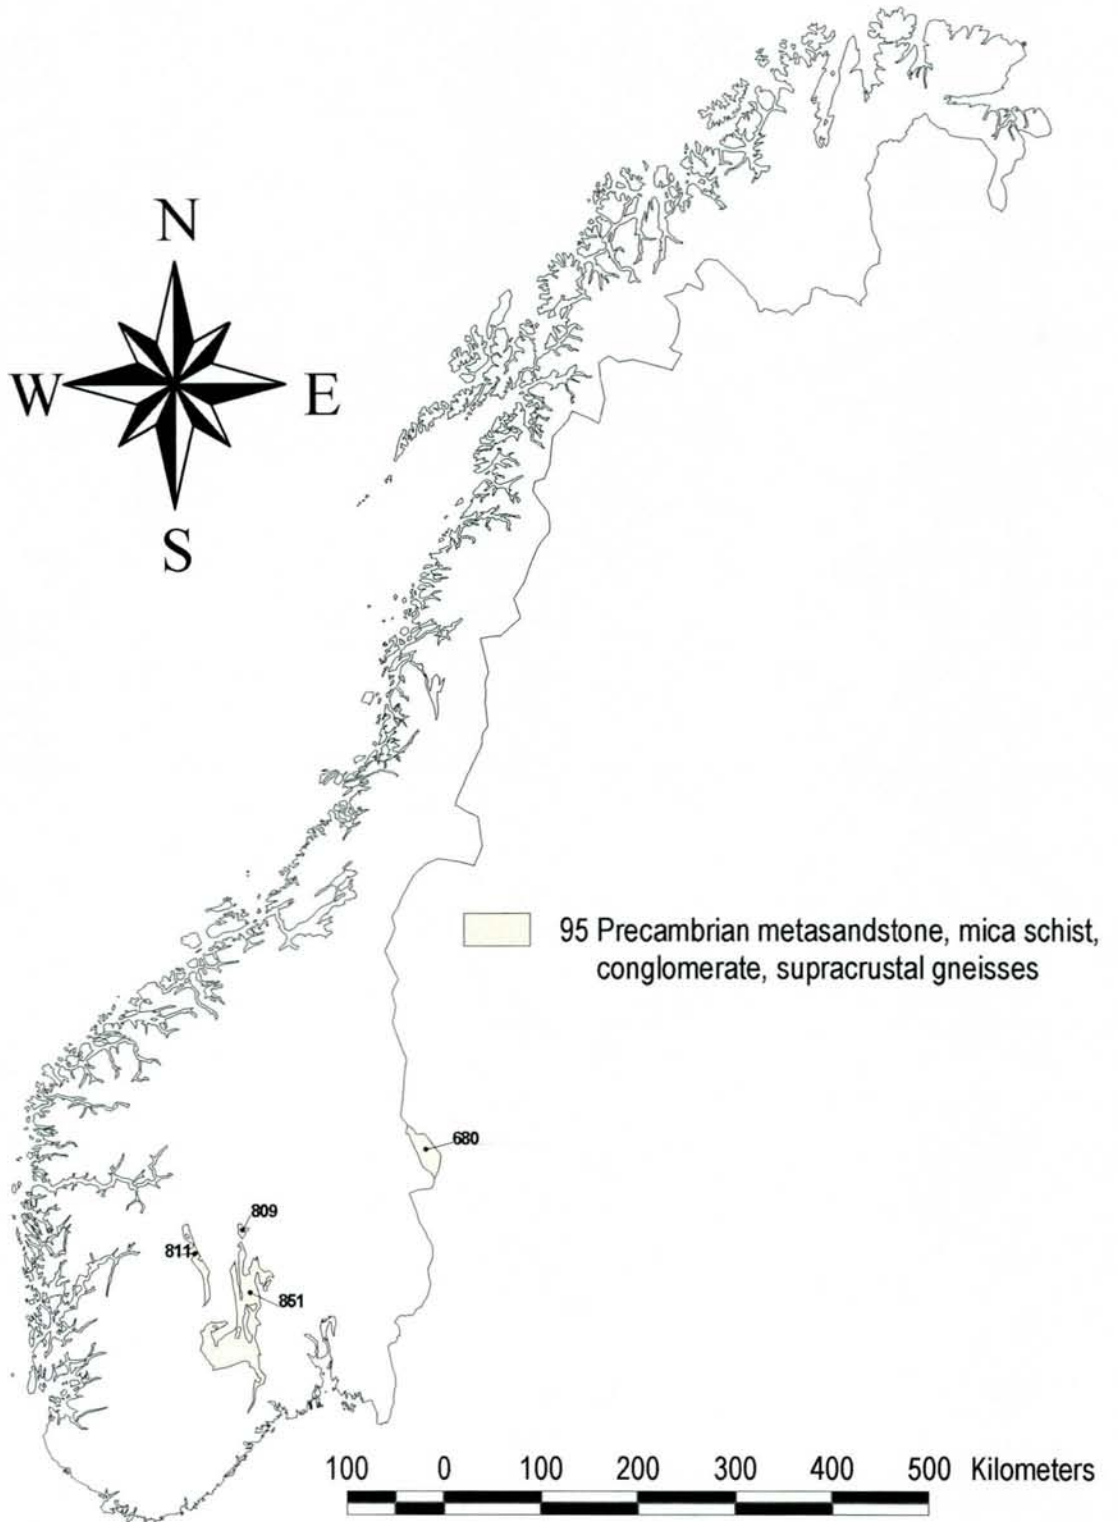 N
W E
S
95 Precambrian metasandstone, mica schist,
conglomerate, supracrustal gneisses
680
809
811
851
100 0 100 200 300 400 500 Kilometers